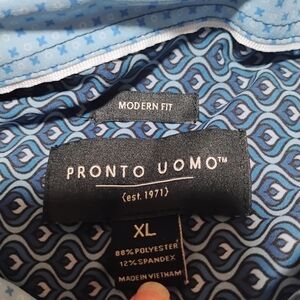 MODERN FIT
PRONTO UOMO™
{est. 1971}
XL
88% POLYESTER
12% SPANDEX
MADE IN VIETNAM